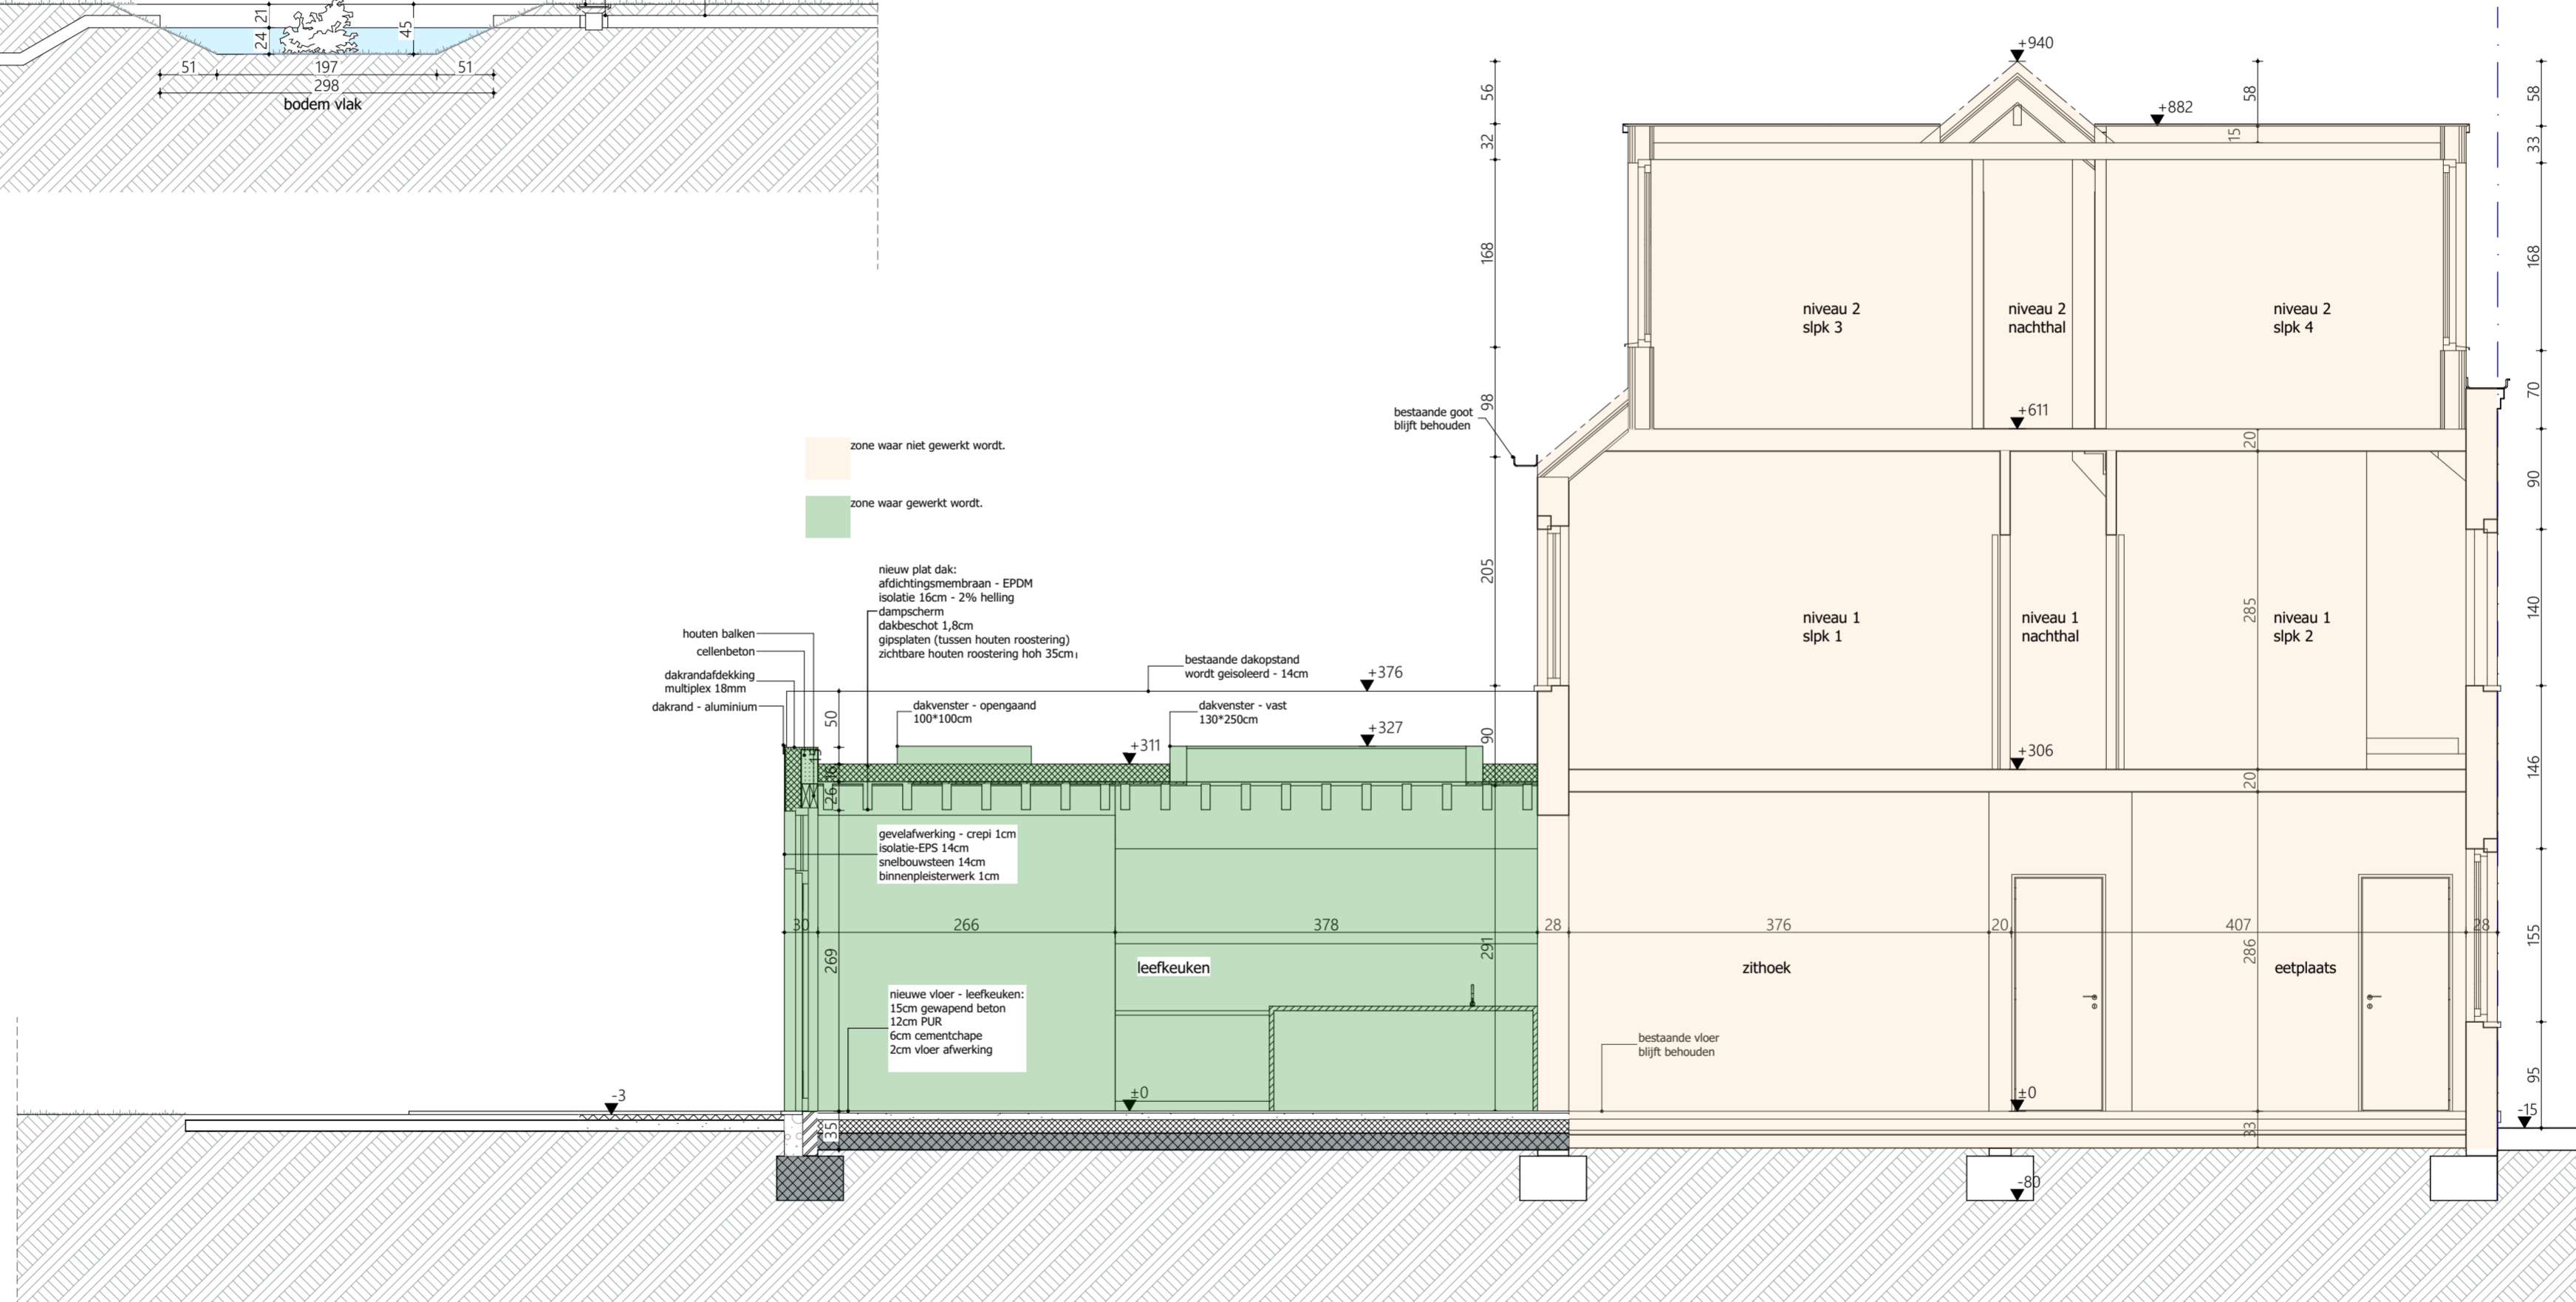 21
24
45
51
197
51
298
bodem vlak
+940
56
58
58
+882
32
15
33
168
168
niveau 2
slpk 3
niveau 2
nachthal
niveau 2
slpk 4
98
70
bestaande goot
blijft behouden
+611
20
zone waar niet gewerkt wordt.
90
zone waar gewerkt wordt.
nieuw plat dak:
afdichtingsmembraan - EPDM
isolatie 16cm - 2% helling
dampscherm
dakbeschot 1,8cm
gipsplaten (tussen houten roostering)
zichtbare houten roostering hoh 35cm
205
285
140
niveau 1
slpk 1
niveau 1
nachthal
niveau 1
slpk 2
houten balken
cellenbeton
dakrandafdekking
multiplex 18mm
dakrand - aluminium
bestaande dakopstand
wordt geisoleerd - 14cm
+376
50
dakvenster - opengaand
100*100cm
dakvenster - vast
130*250cm
+327
90
+311
+306
146
15
16
26
20
gevelafwerking - crepi 1cm
isolatie-EPS 14cm
snelbouwsteen 14cm
binnenpleisterwerk 1cm
30
266
378
28
376
20
407
28
269
291
286
155
leefkeuken
zithoek
eetplaats
nieuwe vloer - leefkeuken:
15cm gewapend beton
12cm PUR
6cm cementchape
2cm vloer afwerking
bestaande vloer
blijft behouden
95
-3
±0
±0
-15
35
33
-80